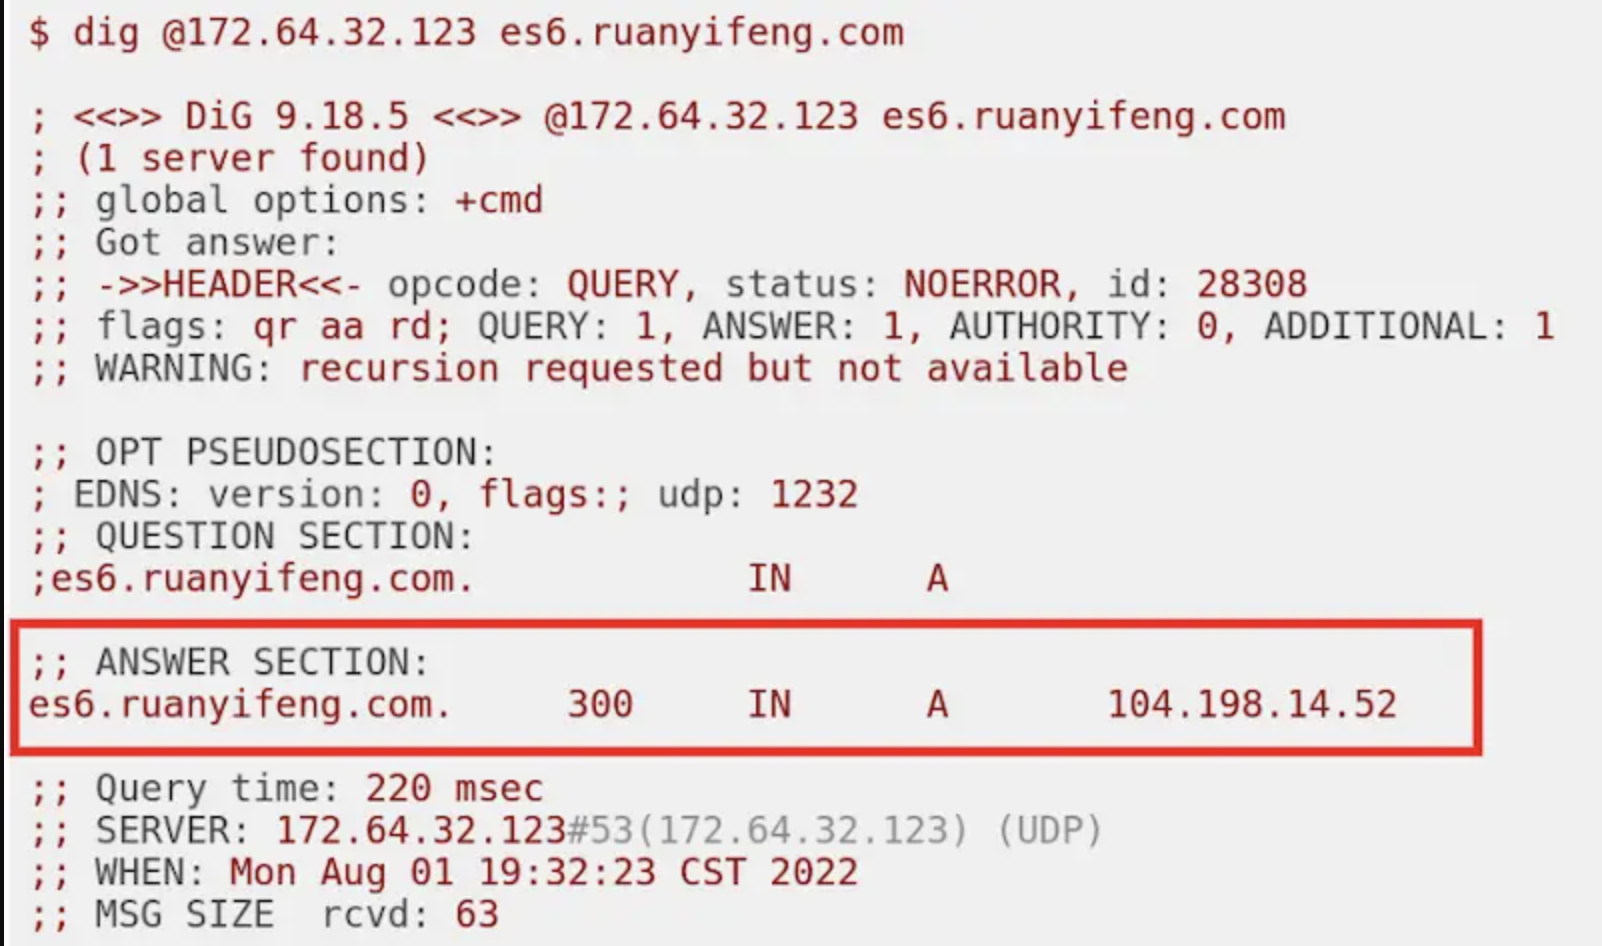 $ dig @172.64.32.123 es6.ruanyifeng.com
; <<>> DiG 9.18.5 <<>> @172.64.32.123 es6.ruanyifeng.com
; (1 server found)
;; global options: +cmd
;; Got answer:
;; ->>HEADER<<- opcode: QUERY, status: NOERROR, id: 28308
;; flags: qr aa rd; QUERY: 1, ANSWER: 1, AUTHORITY: 0, ADDITIONAL: 1
;; WARNING: recursion requested but not available
;; OPT PSEUDOSECTION:
; EDNS: version: 0, flags:; udp: 1232
;; QUESTION SECTION:
;es6.ruanyifeng.com. IN A
;; ANSWER SECTION:
es6.ruanyifeng.com. 300 IN A 104.198.14.52
;; Query time: 220 msec
;; SERVER: 172.64.32.123#53(172.64.32.123) (UDP)
;; WHEN: Mon Aug 01 19:32:23 CST 2022
;; MSG SIZE  rcvd: 63